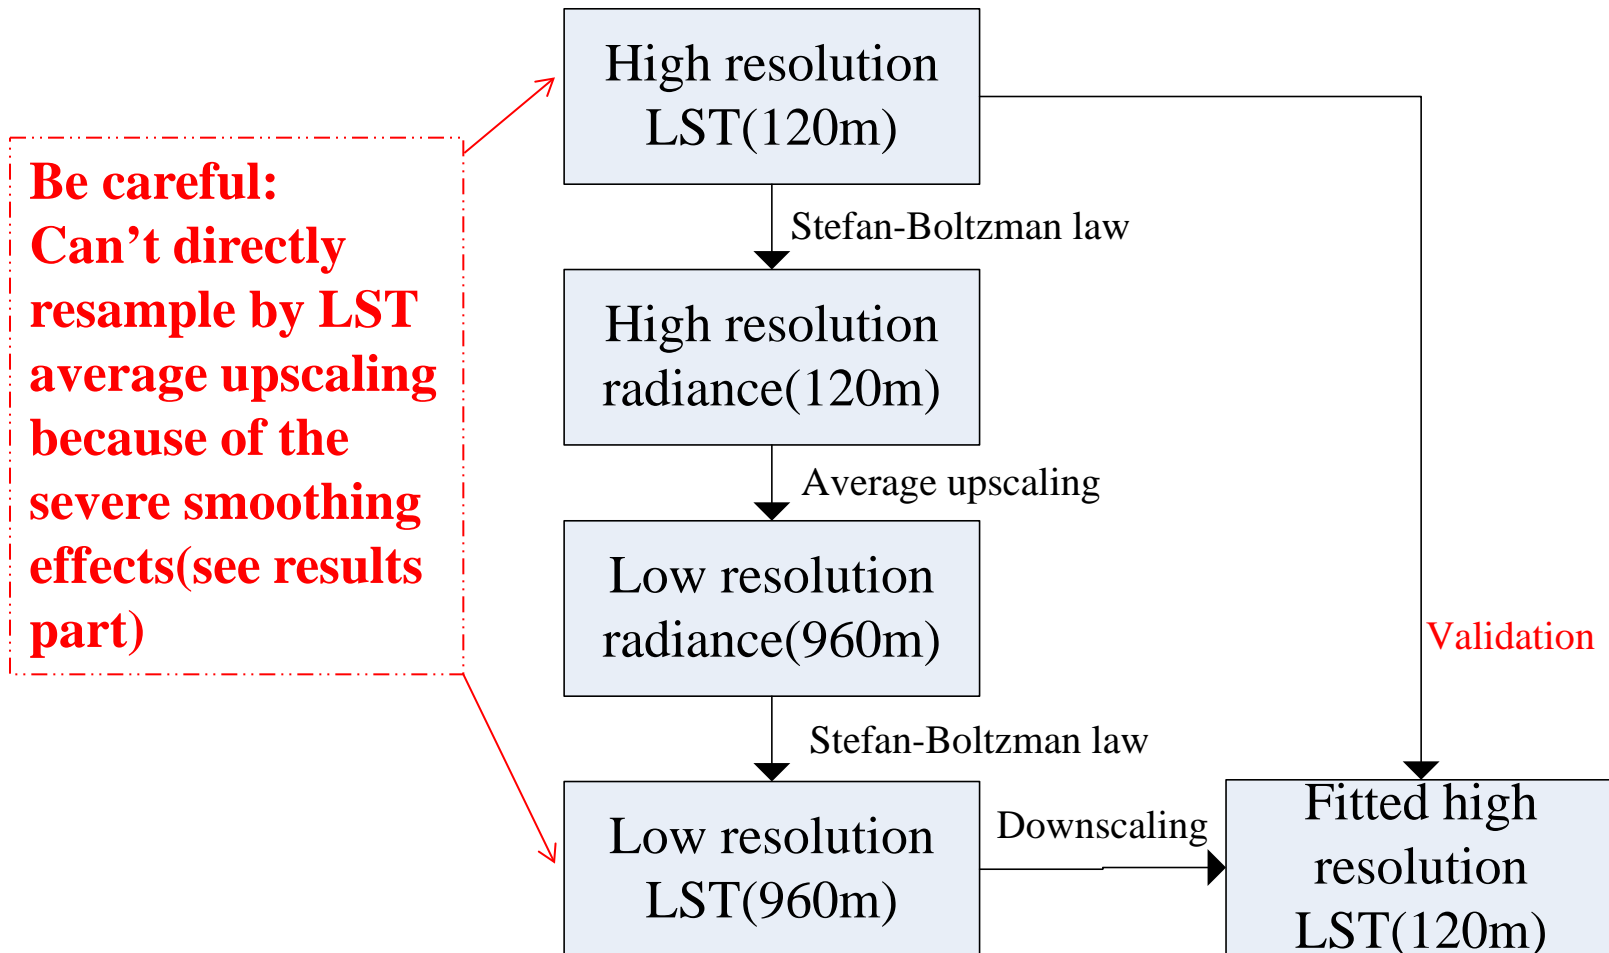 High resolution
LST(120m)
Be careful:
Can't directly
resample by LST
average upscaling
because of the
severe smoothing
effects(see results
part)
Stefan-Boltzman law
High resolution
radiance(120m)
Average upscaling
Low resolution
radiance(960m)
Validation
Stefan-Boltzman law
Low resolution
LST(960m)
Downscaling
Fitted high
resolution
LST(120m)